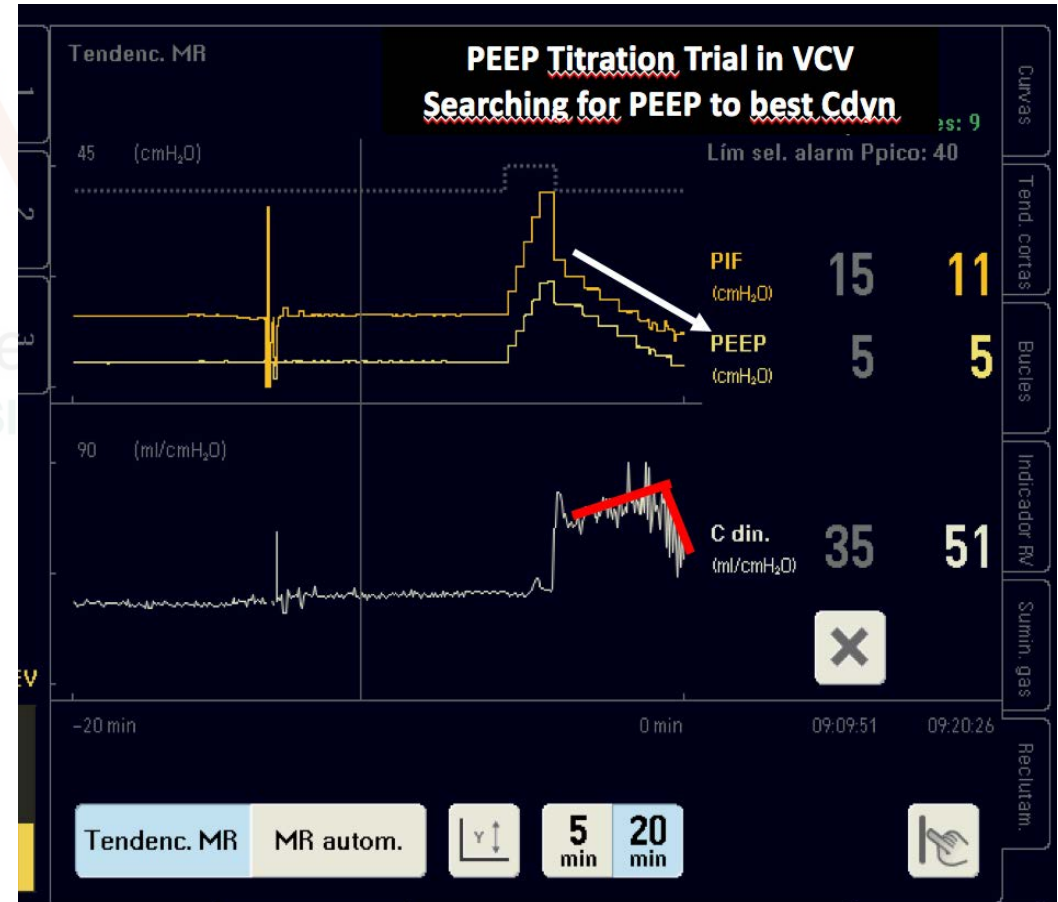 PEEP Titration Trial in VCV
Searching for PEEP to best Cdyn
Tendenc. MR
es: 9
45 (cmH₂O)
Lím sel. alarm Ppico: 40
1
2
3
PIF 15 11
(cmH₂O)
PEEP 5 5
(cmH₂O)
90 (ml/cmH₂O)
C din. 35 51
(ml/cmH₂O)
EV
-20 min 0 min 09:09:51 09:20:26
Tendenc. MR MR autom. Y 5 min 20 min
Curvas
Tend. cortas
Bucles
Indicador RV
Sumin. gas
Reclutam.